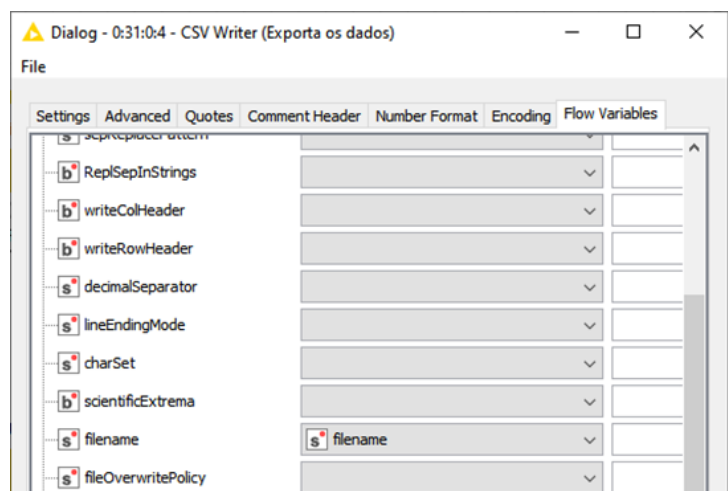 Dialog - 0:31:0:4 - CSV Writer (Exporta os dados)
File
Settings Advanced Quotes Comment Header Number Format Encoding Flow Variables
s sepReplacePattern
b ReplSepInStrings
b writeColHeader
b writeRowHeader
s decimalSeparator
s lineEndingMode
s charSet
b scientificExtrema
s filename s filename
s fileOverwritePolicy